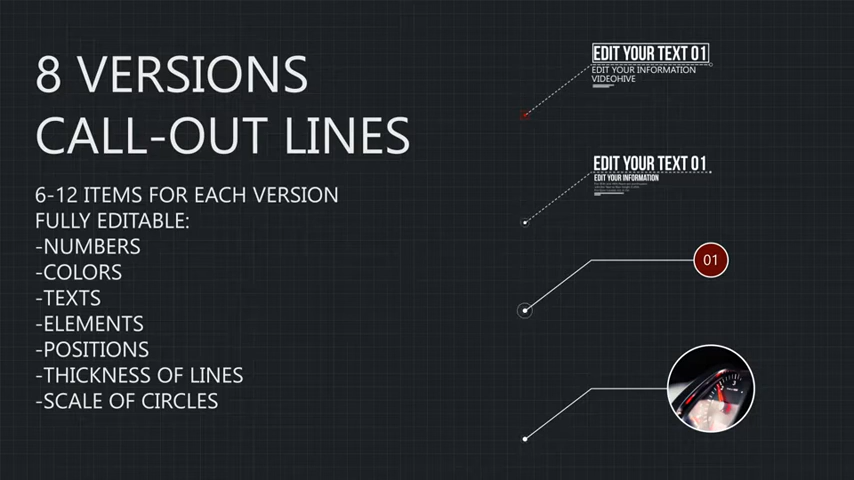 8 VERSIONS
CALL-OUT LINES
6-12 ITEMS FOR EACH VERSION
FULLY EDITABLE:
-NUMBERS
-COLORS
-TEXTS
-ELEMENTS
-POSITIONS
-THICKNESS OF LINES
-SCALE OF CIRCLES
EDIT YOUR TEXT 01
EDIT YOUR INFORMATION
VIDEOHIVE
EDIT YOUR TEXT 01
EDIT YOUR INFORMATION
01